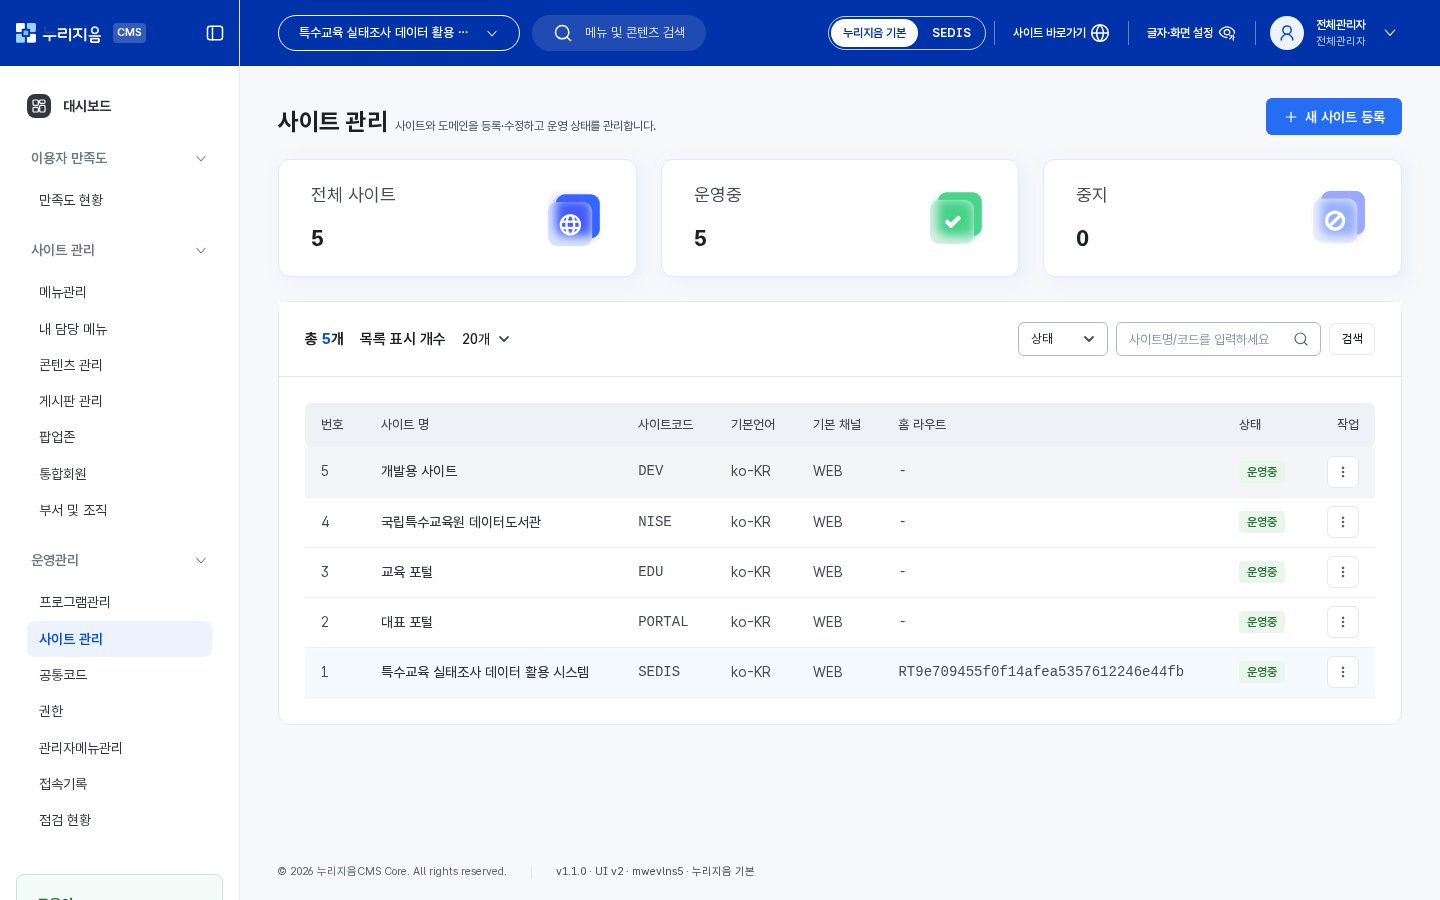 누리지음 CMS
특수교육 실태조사 데이터 활용 ···
메뉴 및 콘텐츠 검색
누리지음 기본
SEDIS
사이트 바로가기
글자·화면 설정
전체관리자
전체관리자
대시보드
이용자 만족도
만족도 현황
사이트 관리
메뉴관리
내 담당 메뉴
콘텐츠 관리
게시판 관리
팝업존
통합회원
부서 및 조직
운영관리
프로그램관리
사이트 관리
공통코드
권한
관리자메뉴관리
접속기록
점검 현황
사이트 관리 사이트와 도메인을 등록·수정하고 운영 상태를 관리합니다.
새 사이트 등록
전체 사이트
5
운영중
5
중지
0
총 5개 목록 표시 개수 20개
상태
사이트명/코드를 입력하세요
검색
번호 사이트 명 사이트코드 기본언어 기본 채널 홈 라우트 상태 작업
5 개발용 사이트 DEV ko-KR WEB - 운영중
4 국립특수교육원 데이터도서관 NISE ko-KR WEB - 운영중
3 교육 포털 EDU ko-KR WEB - 운영중
2 대표 포털 PORTAL ko-KR WEB - 운영중
1 특수교육 실태조사 데이터 활용 시스템 SEDIS ko-KR WEB RT9e709455f0f14afea5357612246e44fb 운영중
© 2026 누리지음CMS Core. All rights reserved.
v1.1.0 · UI v2 · mwevlns5 · 누리지음 기본